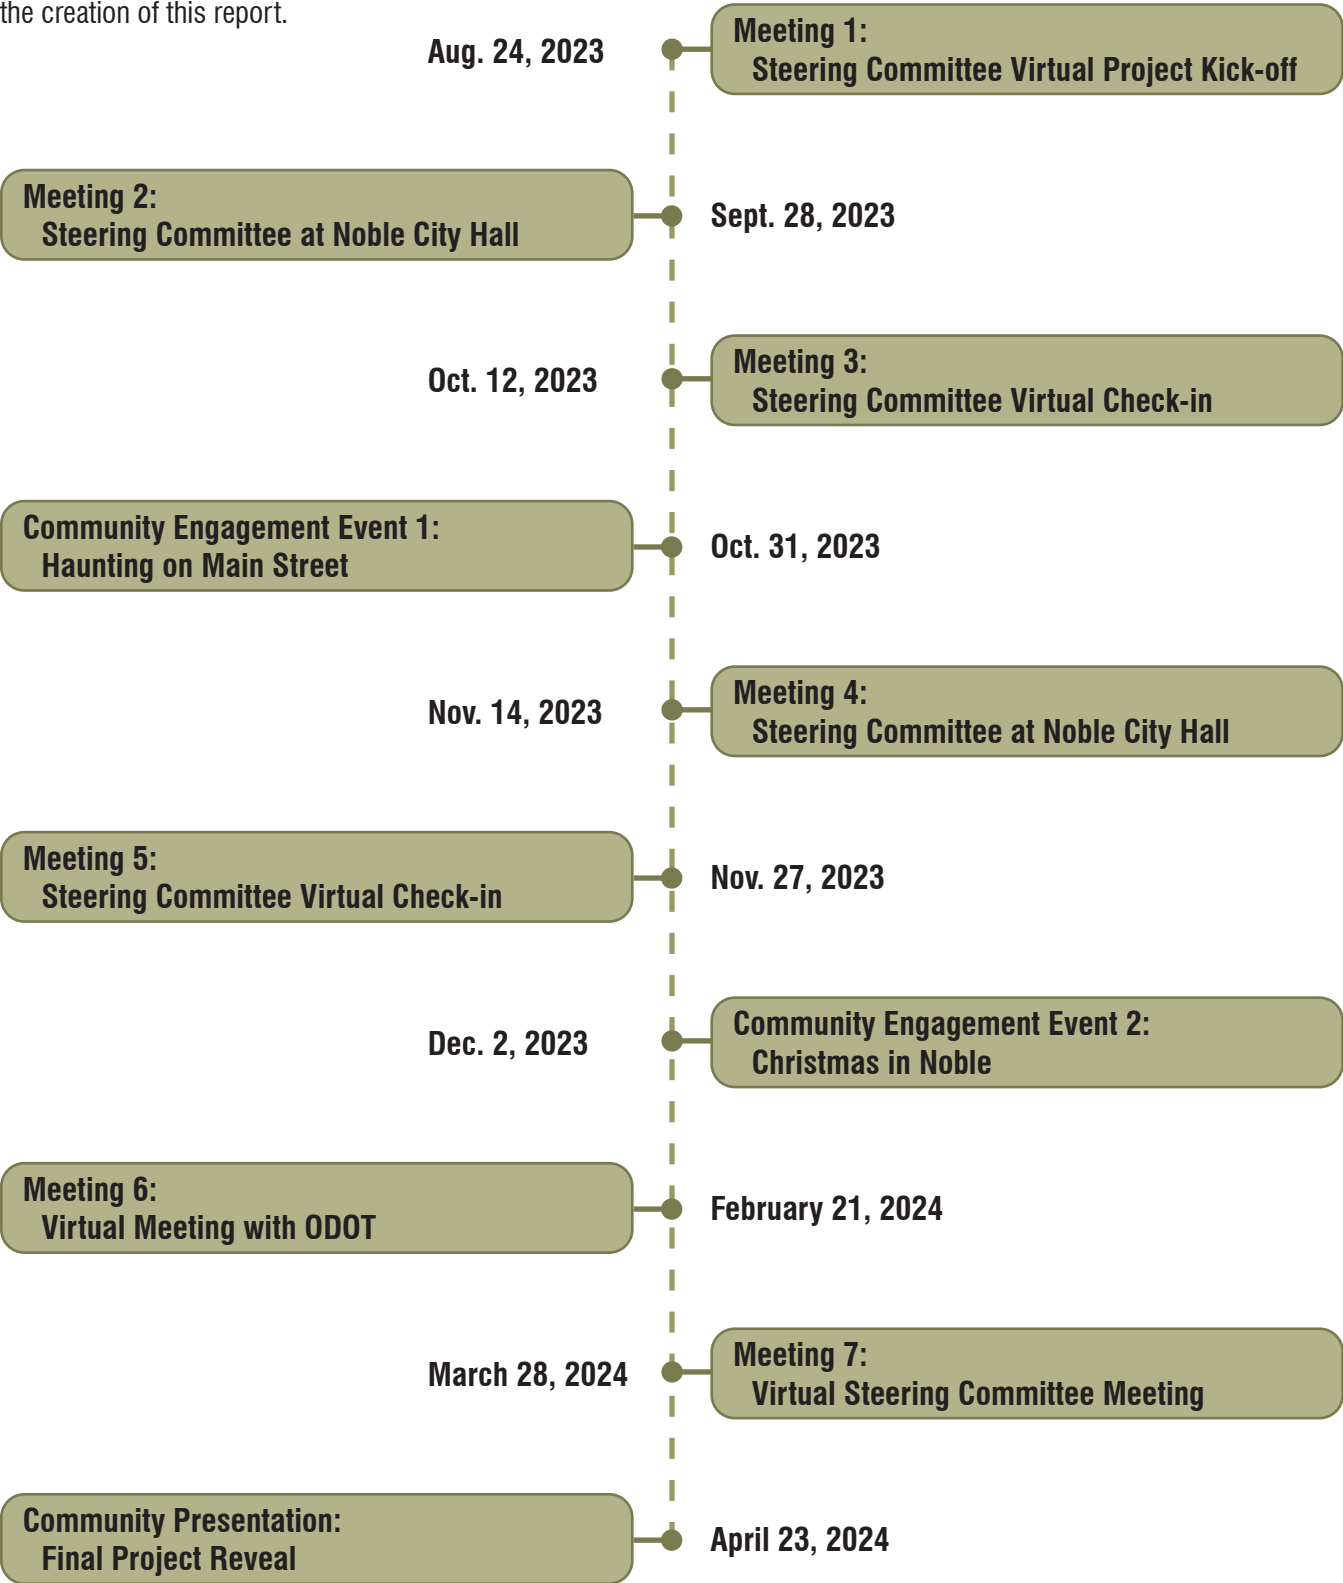 the creation of this report.
Aug. 24, 2023
Meeting 1:
Steering Committee Virtual Project Kick-off
Meeting 2:
Steering Committee at Noble City Hall
Sept. 28, 2023
Oct. 12, 2023
Meeting 3:
Steering Committee Virtual Check-in
Community Engagement Event 1:
Haunting on Main Street
Oct. 31, 2023
Nov. 14, 2023
Meeting 4:
Steering Committee at Noble City Hall
Meeting 5:
Steering Committee Virtual Check-in
Nov. 27, 2023
Dec. 2, 2023
Community Engagement Event 2:
Christmas in Noble
Meeting 6:
Virtual Meeting with ODOT
February 21, 2024
March 28, 2024
Meeting 7:
Virtual Steering Committee Meeting
Community Presentation:
Final Project Reveal
April 23, 2024